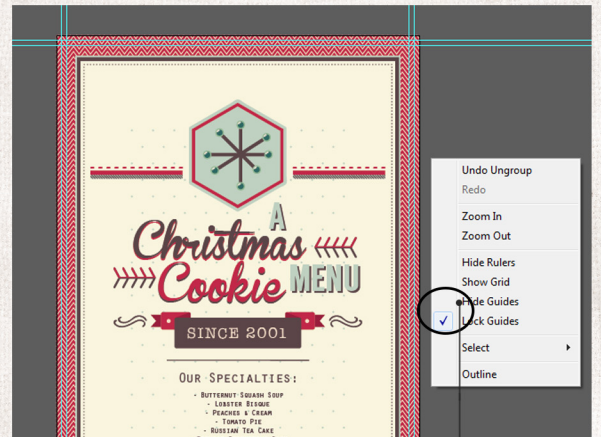 A
Christmas
Cookie MENU
SINCE 2001
OUR SPECIALTIES:
- BUTTERNUT SQUASH SOUP
- LOBSTER BISQUE
- PEACHES & CREAM
- TOMATO PIE
- RUSSIAN TEA CAKE
Undo Ungroup
Redo
Zoom In
Zoom Out
Hide Rulers
Show Grid
Hide Guides
Lock Guides
Select
Outline